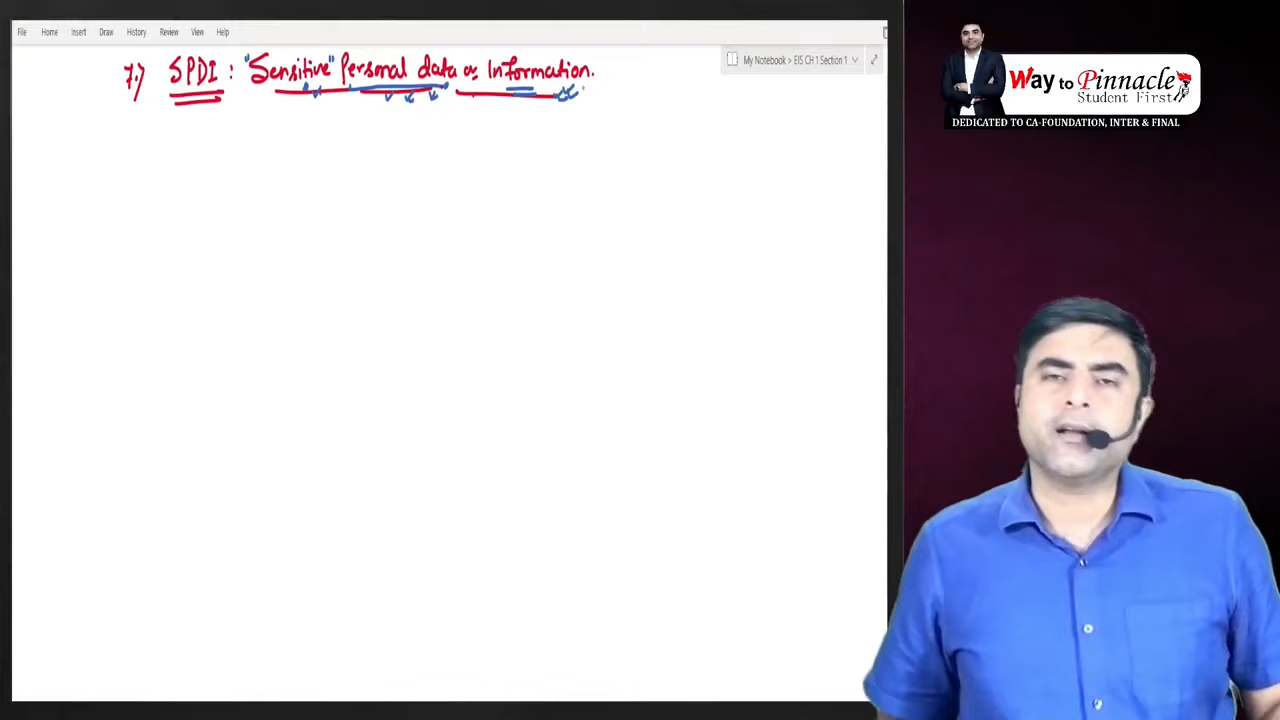 File Home Insert Draw History Review View Help
My Notebook > EIS CH 1 Section 1
7.) SPDI : "Sensitive" Personal data or Information.
Way to Pinnacle
Student First
DEDICATED TO CA-FOUNDATION, INTER & FINAL